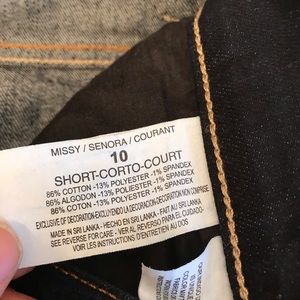 MISSY / SENORA / COURANT
10
SHORT-CORTO-COURT
86% COTTON -13% POLYESTER -1% SPANDEX
86% ALGODON -13% POLYESTER -1% SPANDEX
86% COTON -13% POLYESTER -1% SPANDEX
EXCLUSIVE OF DECORATION-EXCLUYENDO LA DECORACION-DECORATION NON COMPRISE
MADE IN SRI LANKA - HECHO EN SRI LANKA - FAIT AU SRI LANKA
SEE REVERSE FOR CARE - VER AL REVERSO PARA EL CUIDADO
VOIR LES INSTRUCTIONS D'ENTRETIEN AU DOS